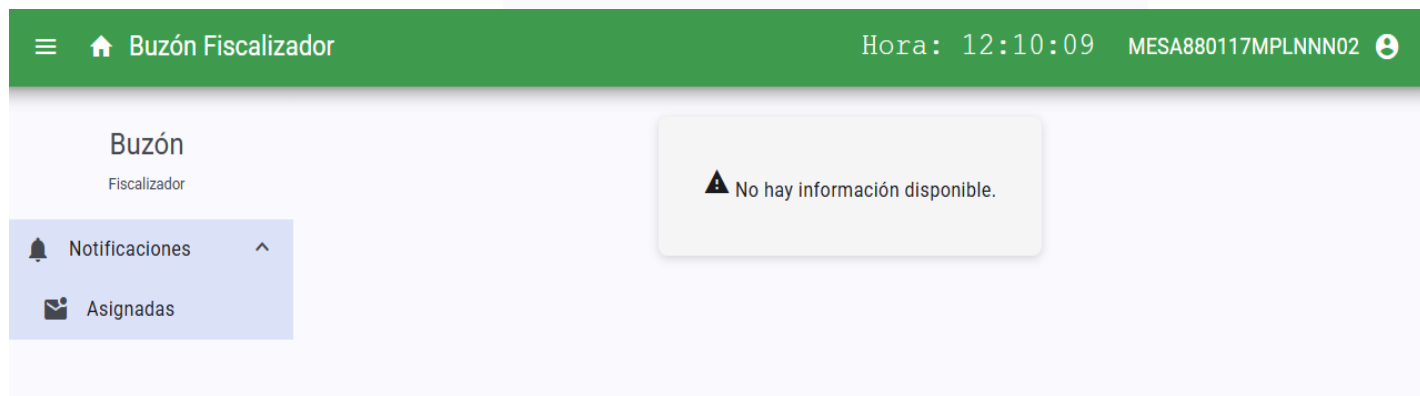 Buzón Fiscalizador
Hora: 12:10:09 MESA880117MPLNNN02
Buzón
Fiscalizador
Notificaciones
Asignadas
No hay información disponible.